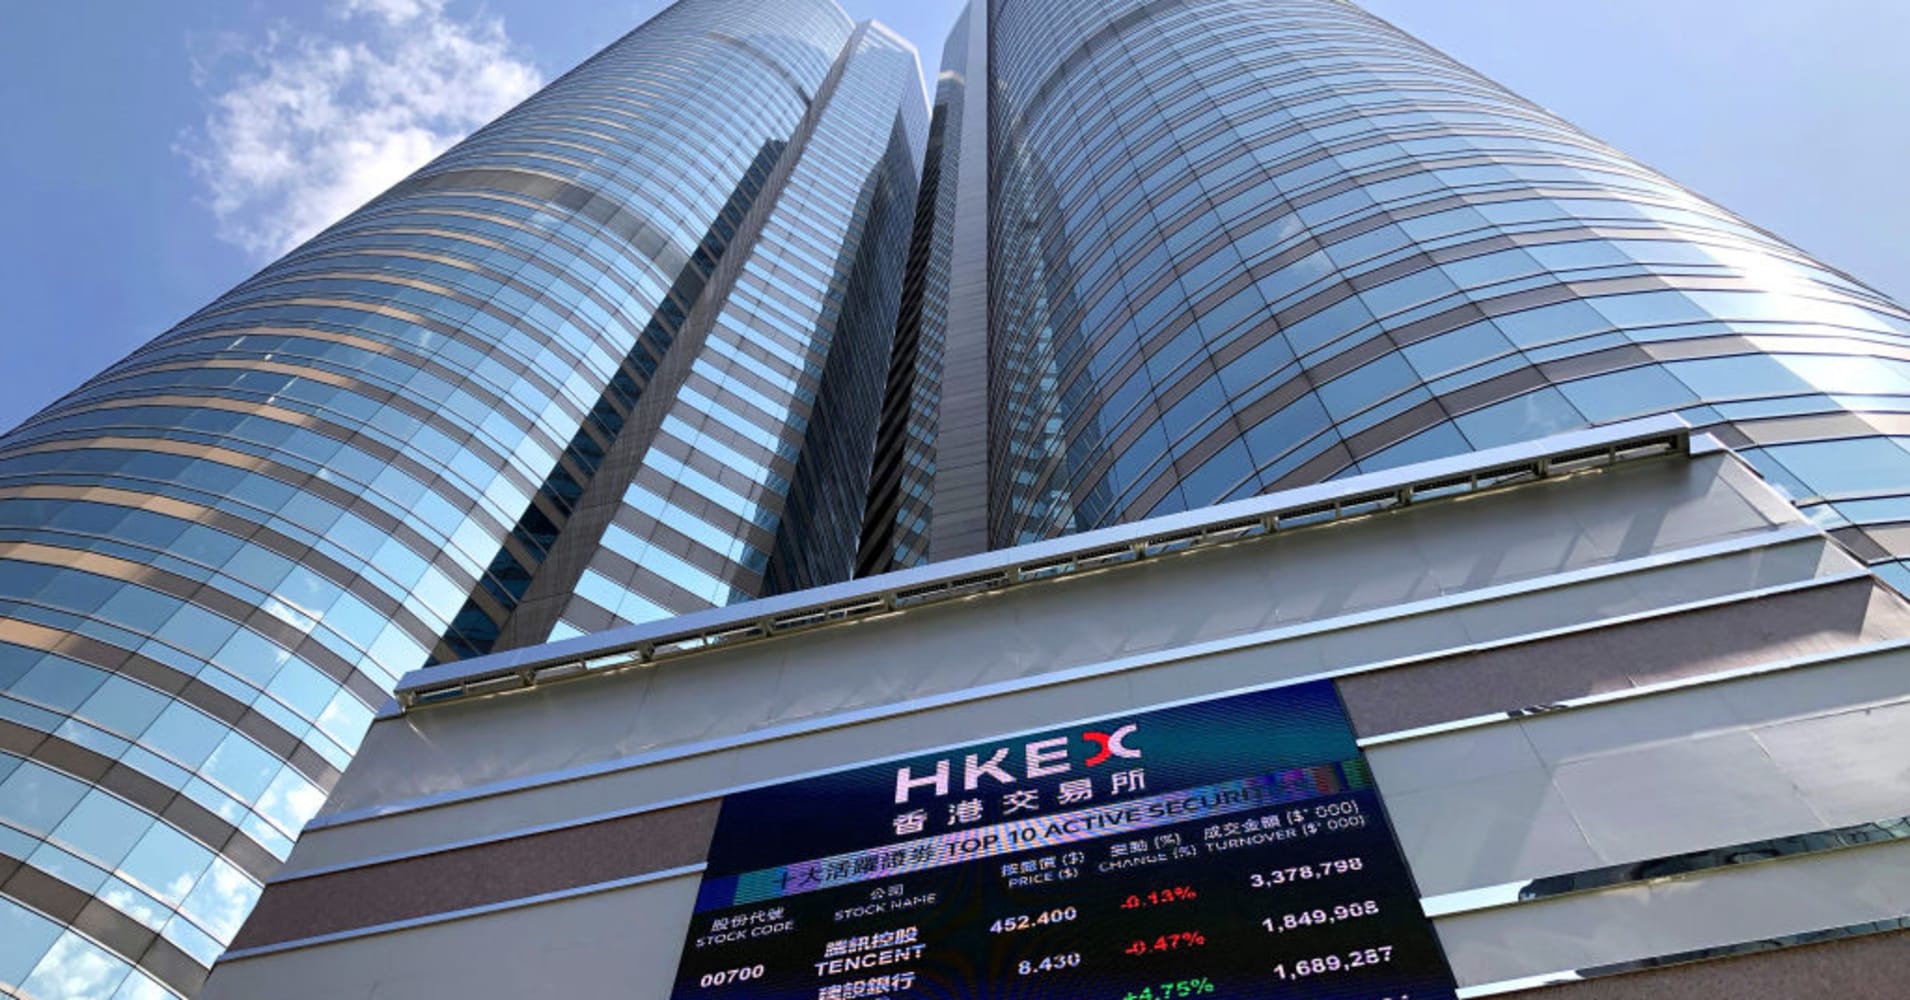 HKEX
香港交易所
十大活躍證券 TOP 10 ACTIVE SECURI
股份代號 公司 按盤價 ($) 變動 (%) 成交金額 ($' 000)
STOCK CODE STOCK NAME PRICE ($) CHANGE (%) TURNOVER ($' 000)
00700 騰訊控股 452.400 -0.13% 3,378,798
TENCENT
建設銀行 8.430 -0.47% 1,849,908
+4.75% 1,689,287